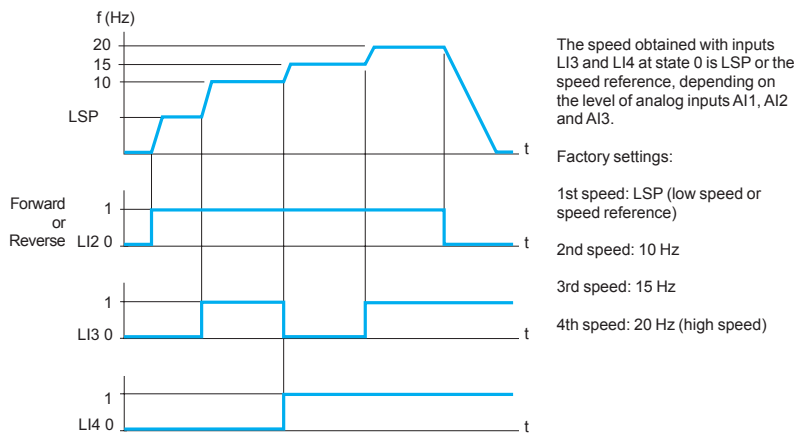 f (Hz)
20
15
10
LSP
t
Forward
or
Reverse
1
LI2 0
t
1
LI3 0
t
1
LI4 0
t
The speed obtained with inputs
LI3 and LI4 at state 0 is LSP or the
speed reference, depending on
the level of analog inputs AI1, AI2
and AI3.
Factory settings:
1st speed: LSP (low speed or
speed reference)
2nd speed: 10 Hz
3rd speed: 15 Hz
4th speed: 20 Hz (high speed)